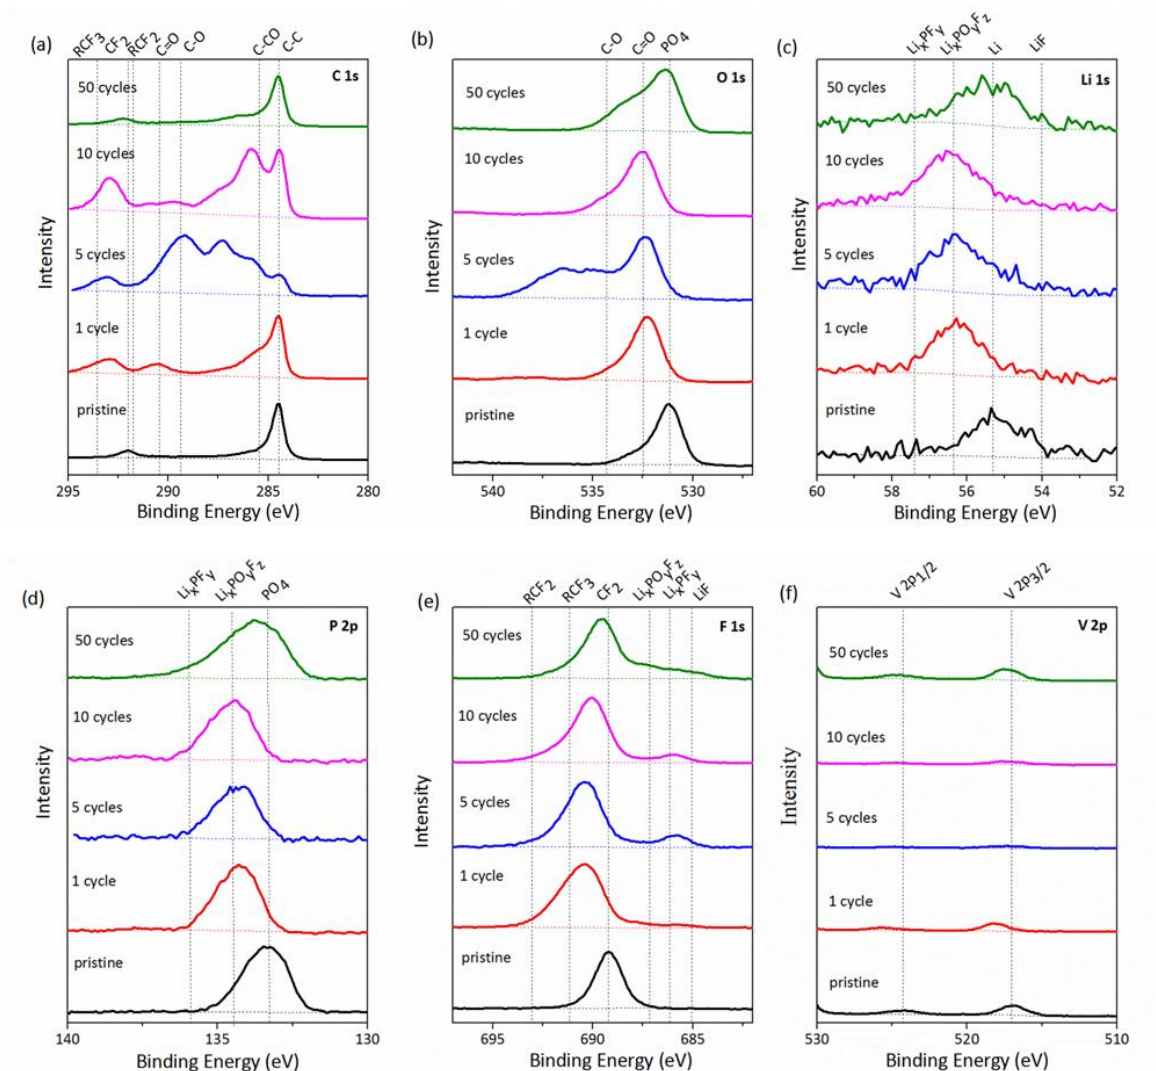 (a)
RCF3
CF2
RCF2
C=O
C-O
C-CO
C-C
C 1s
50 cycles
10 cycles
5 cycles
1 cycle
pristine
Intensity
295 290 285 280
Binding Energy (eV)
(b)
C-O
C=O
PO4
O 1s
50 cycles
10 cycles
5 cycles
1 cycle
pristine
Intensity
540 535 530
Binding Energy (eV)
(c)
LixPFy
LixPOyFz
Li
LiF
Li 1s
50 cycles
10 cycles
5 cycles
1 cycle
pristine
Intensity
60 58 56 54 52
Binding Energy (eV)
(d)
LixPFy
LixPOyFz
PO4
P 2p
50 cycles
10 cycles
5 cycles
1 cycle
pristine
Intensity
140 135 130
Binding Energy (eV)
(e)
RCF2
RCF3
CF2
LixPOyFz
LixPFy
LiF
F 1s
50 cycles
10 cycles
5 cycles
1 cycle
pristine
Intensity
695 690 685
Binding Energy (eV)
(f)
V 2P1/2
V 2P3/2
V 2p
50 cycles
10 cycles
5 cycles
1 cycle
pristine
Intensity
530 520 510
Binding Energy (eV)